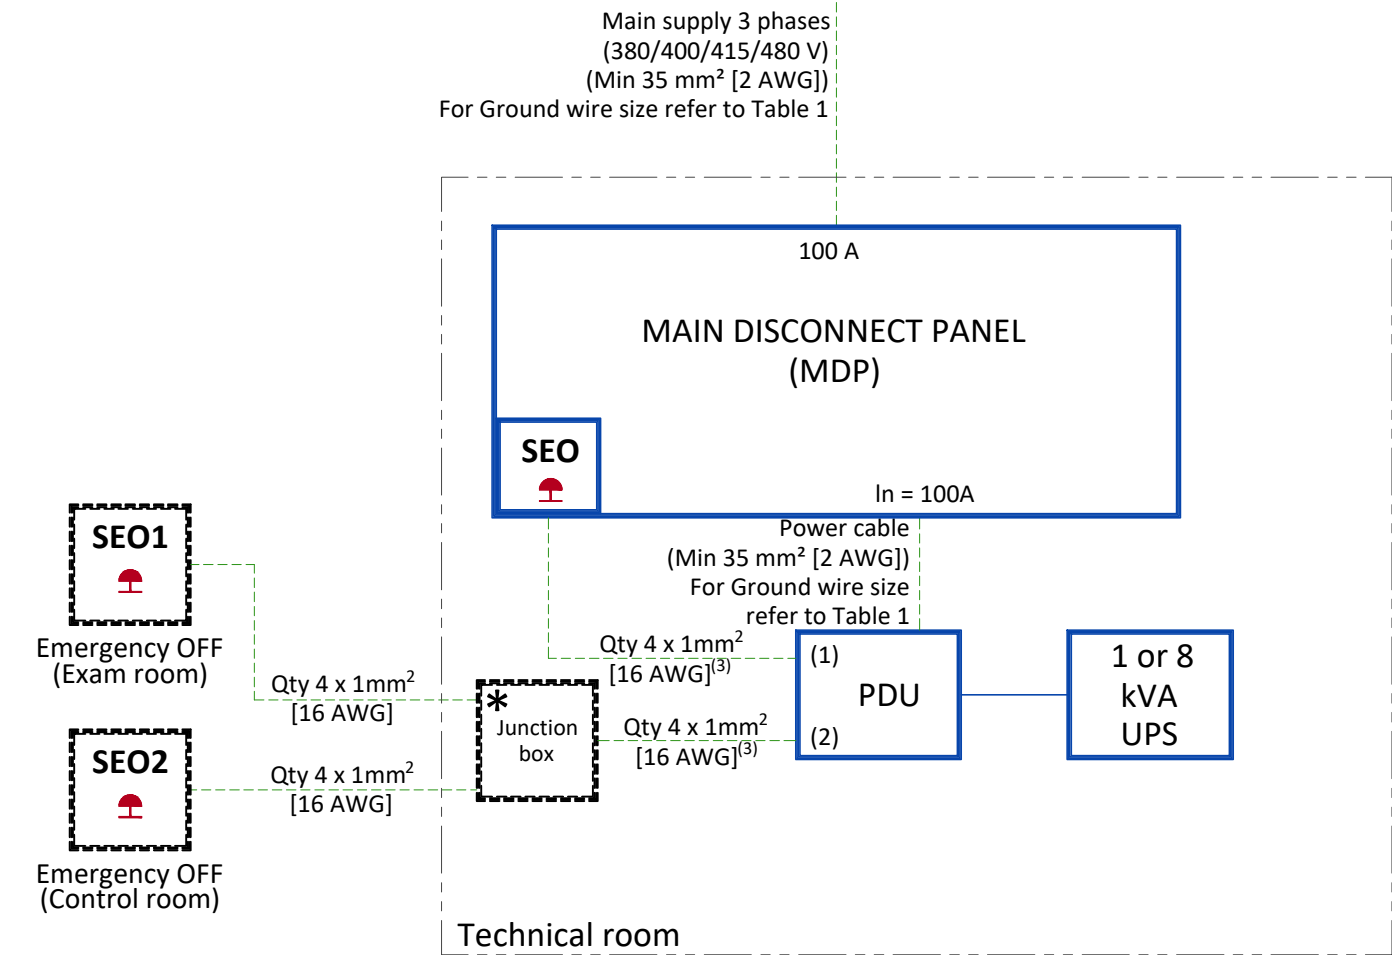 Main supply 3 phases
(380/400/415/480 V)
(Min 35 mm² [2 AWG])
For Ground wire size refer to Table 1
100 A
MAIN DISCONNECT PANEL
(MDP)
SEO
In = 100A
Power cable
(Min 35 mm² [2 AWG])
For Ground wire size
refer to Table 1
SEO1
Emergency OFF
(Exam room)
Qty 4 x 1mm²
[16 AWG]
Qty 4 x 1mm²
[16 AWG]⁽³⁾
(1)
PDU
(2)
1 or 8
kVA
UPS
*
Junction
box
Qty 4 x 1mm²
[16 AWG]⁽³⁾
SEO2
Emergency OFF
(Control room)
Qty 4 x 1mm²
[16 AWG]
Technical room